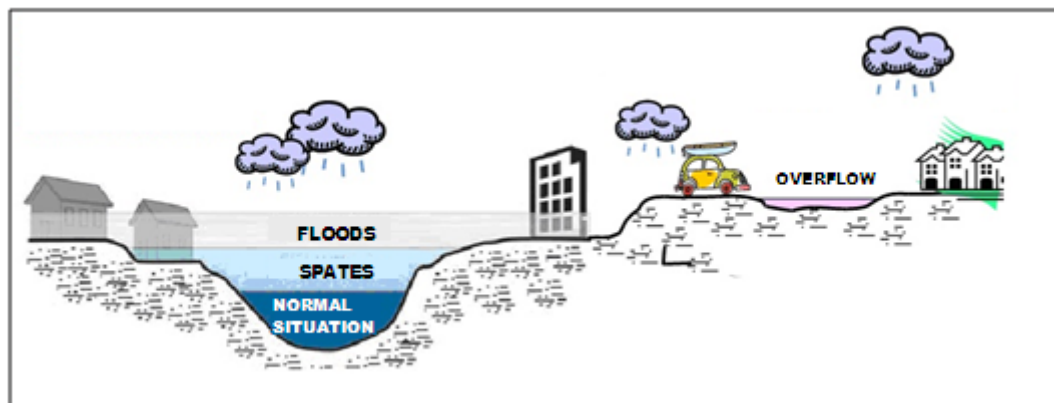 OVERFLOW
FLOODS
SPATES
NORMAL
SITUATION